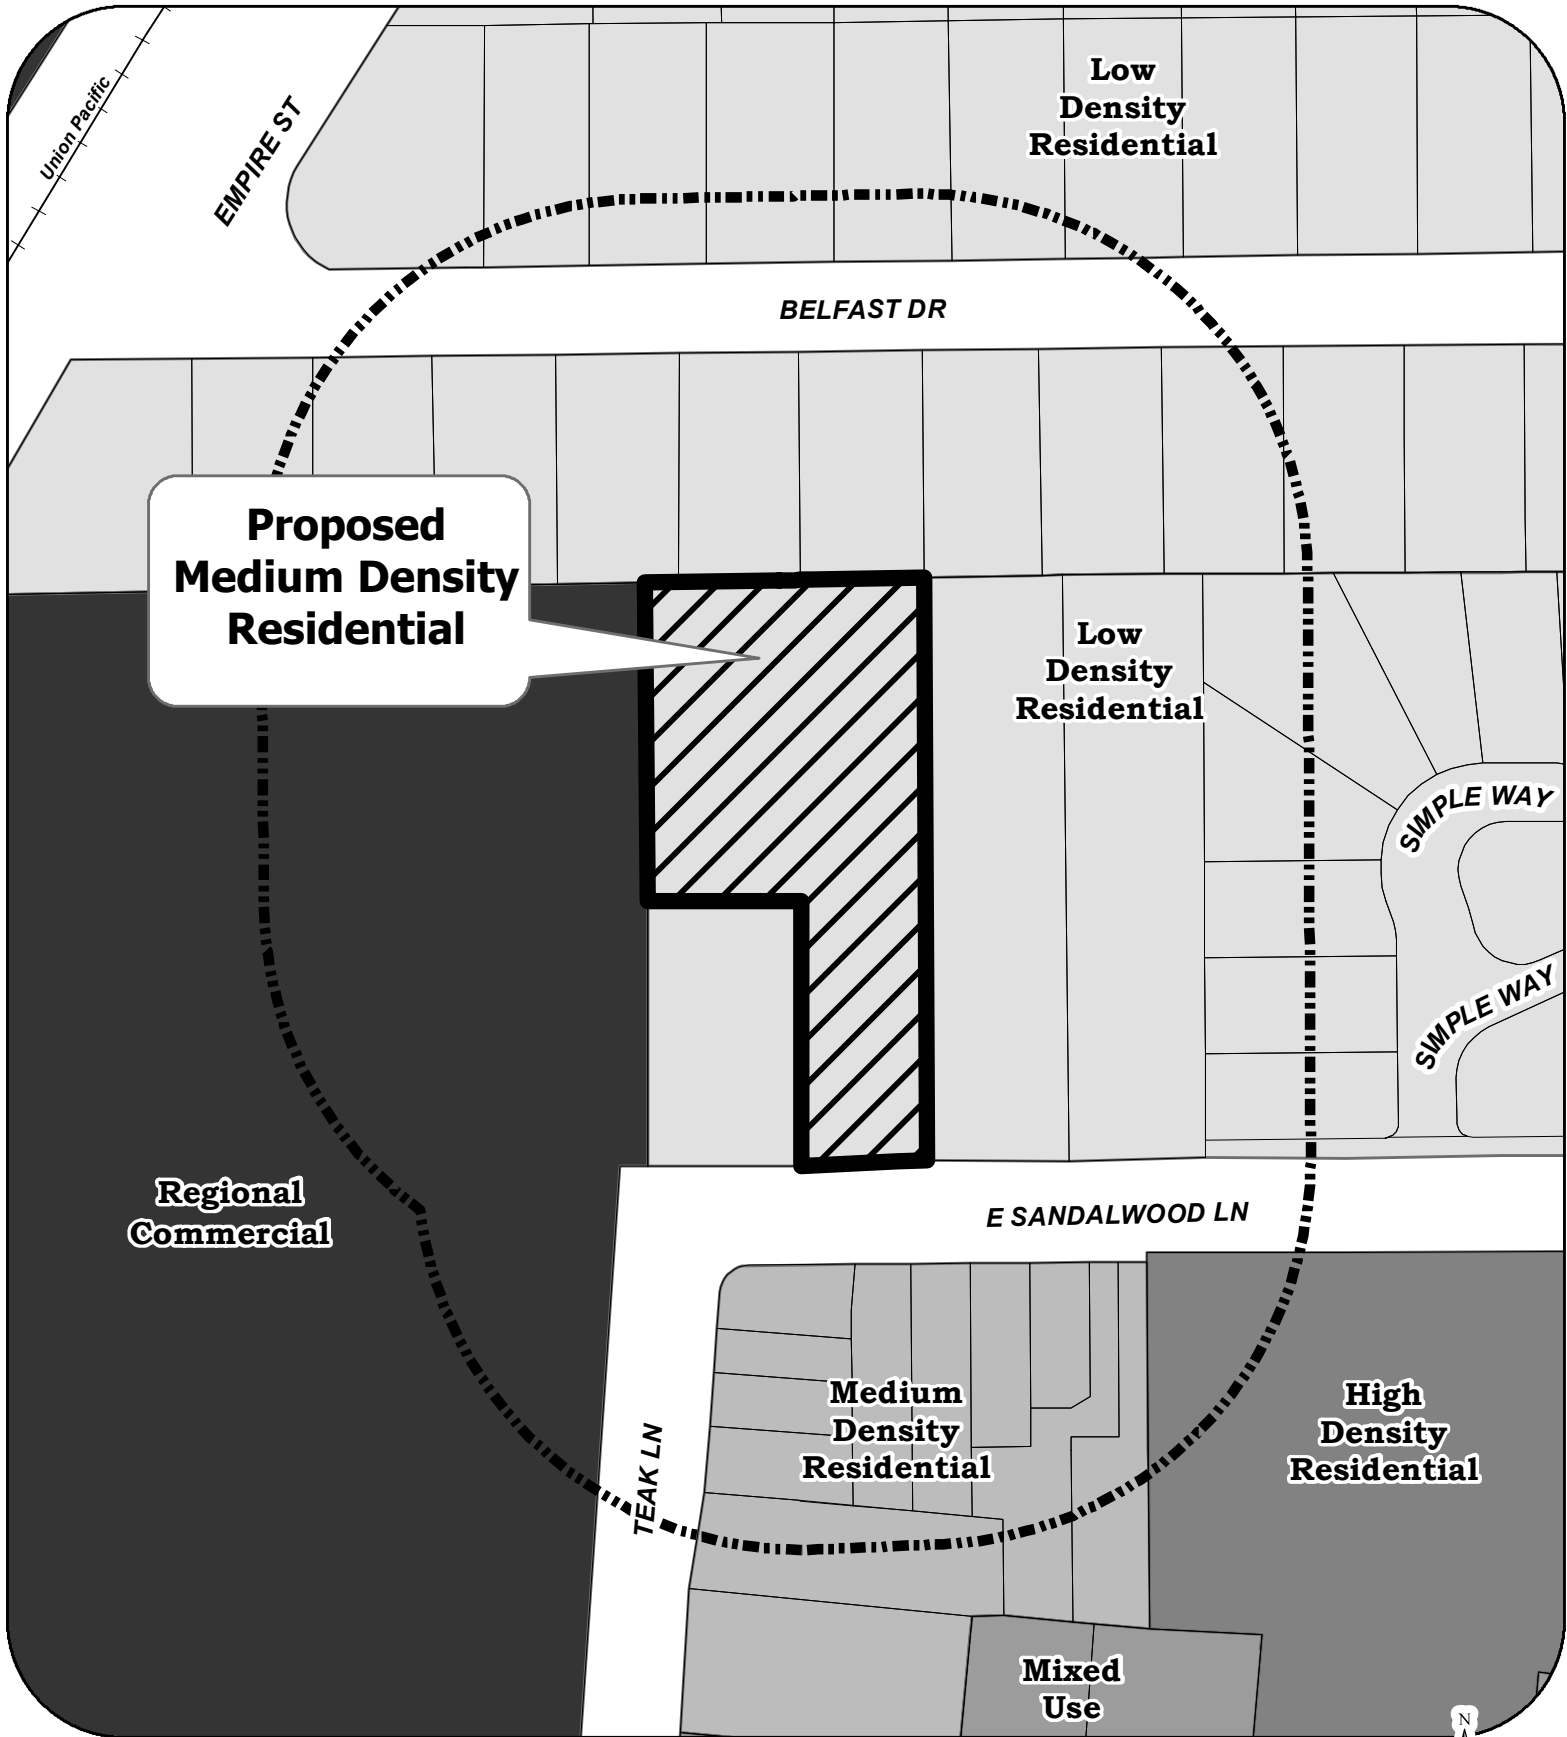 Low
Density
Residential
Union Pacific
EMPIRE ST
BELFAST DR
Proposed
Medium Density
Residential
Low
Density
Residential
SIMPLE WAY
SIMPLE WAY
Regional
Commercial
E SANDALWOOD LN
Medium
Density
Residential
High
Density
Residential
TEAK LN
Mixed
Use
N